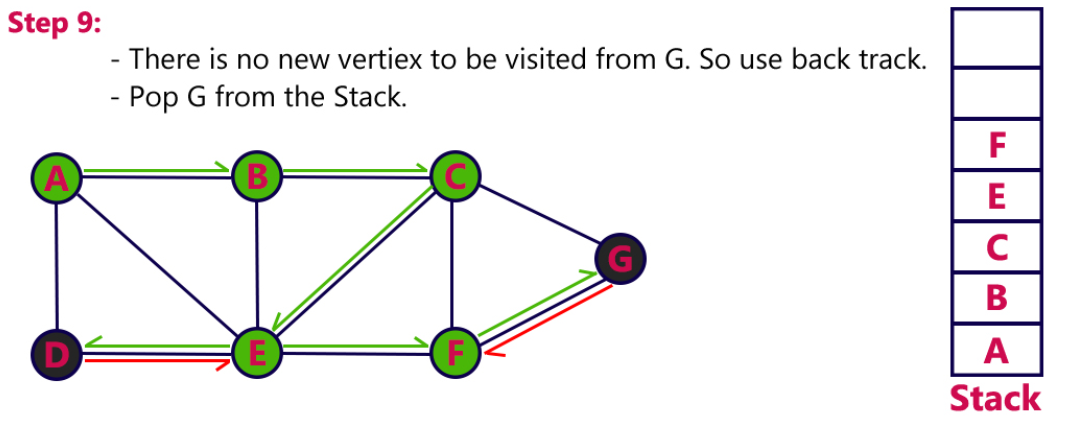 Step 9:
- There is no new vertiex to be visited from G. So use back track.
- Pop G from the Stack.
A
B
C
G
D
E
F
F
E
C
B
A
Stack